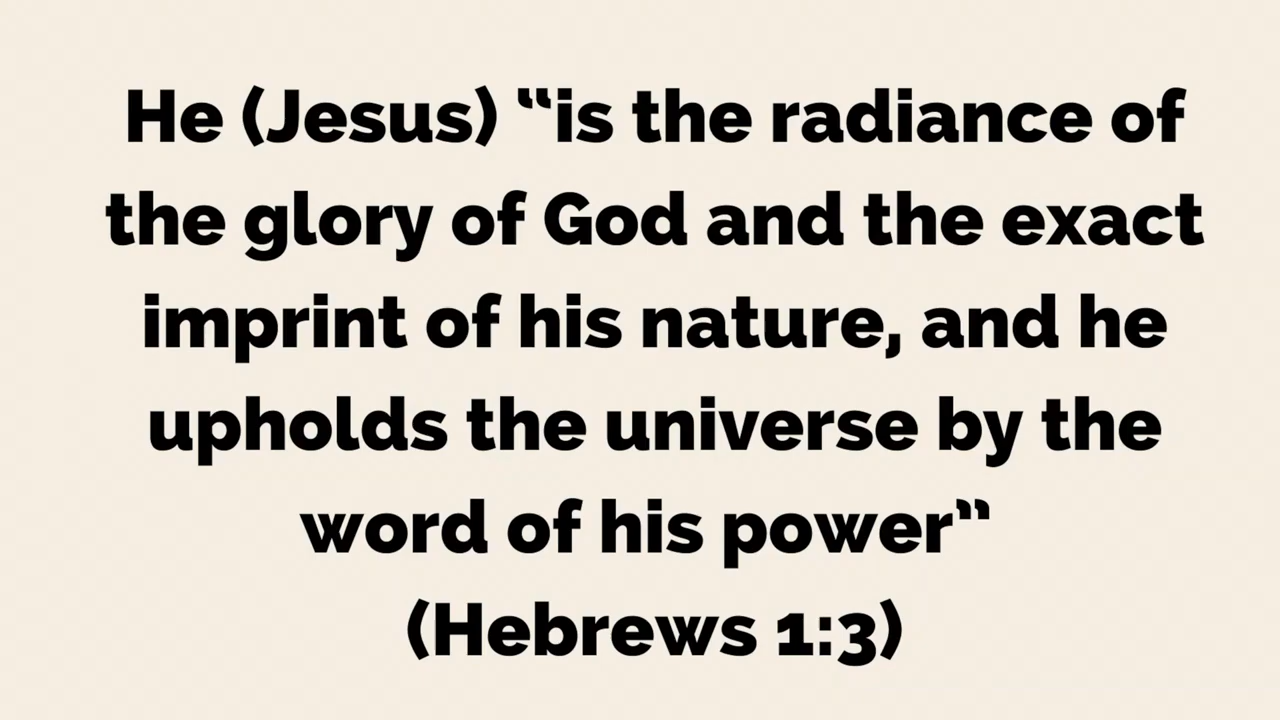 He (Jesus) “is the radiance of
the glory of God and the exact
imprint of his nature, and he
upholds the universe by the
word of his power”
(Hebrews 1:3)